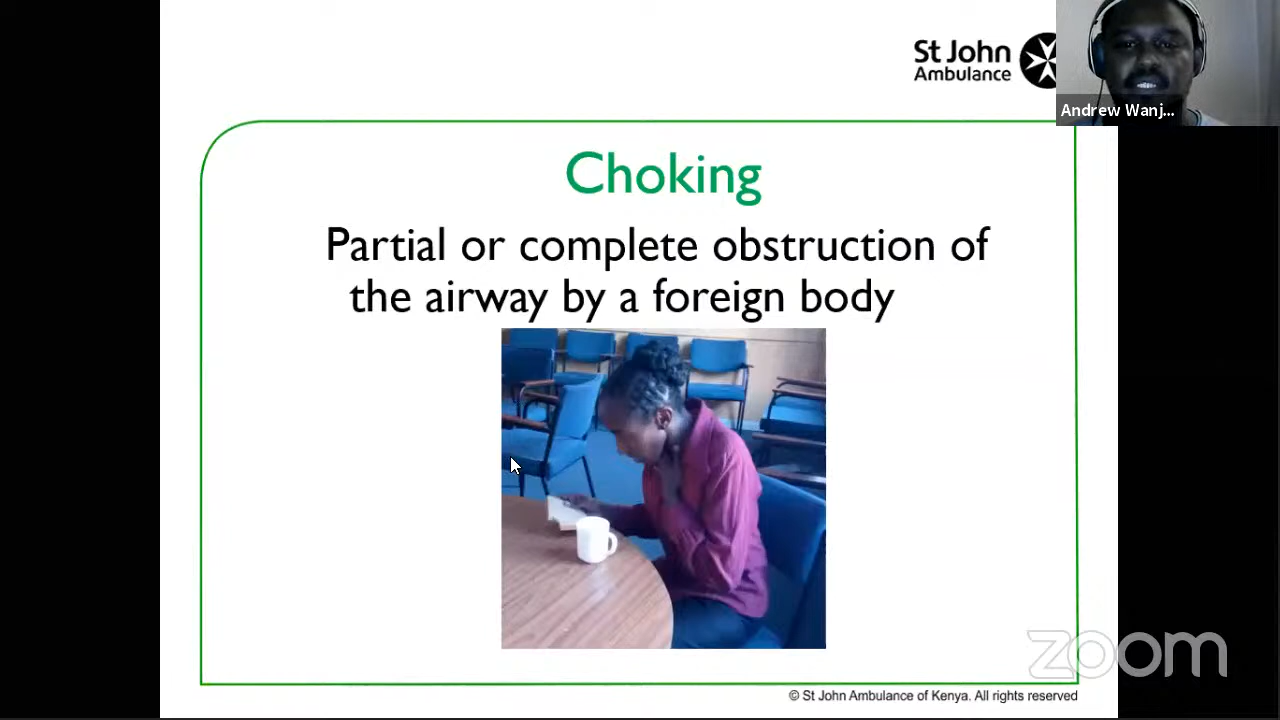 St John
Ambulance
Andrew Wanj...
Choking
Partial or complete obstruction of
the airway by a foreign body
zoom
© St John Ambulance of Kenya. All rights reserved